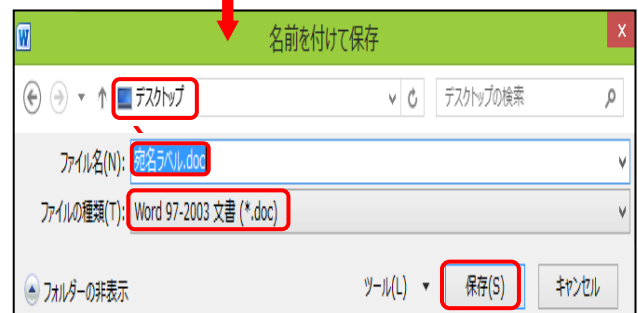 名前を付けて保存
x
デスクトップ
デスクトップの検索
ファイル名(N): 宛名ラベル.doc
ファイルの種類(T): Word 97-2003 文書 (*.doc)
フォルダーの非表示
ツール(L)
保存(S)
キャンセル